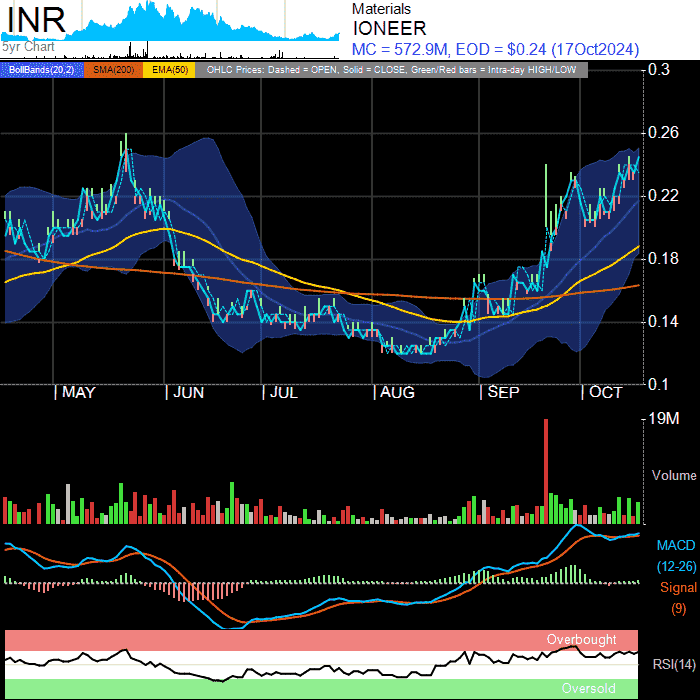 INR
5yr Chart
Materials
IONEER
MC = 572.9M, EOD = $0.24 (17Oct2024)
BollBands(20,2) SMA(200) EMA(50) OHLC Prices: Dashed = OPEN, Solid = CLOSE, Green/Red bars = Intra-day HIGH/LOW
0.3
0.26
0.22
0.18
0.14
0.1
MAY JUN JUL AUG SEP OCT
19M
Volume
MACD
(12-26)
Signal
(9)
Overbought
RSI(14)
Oversold